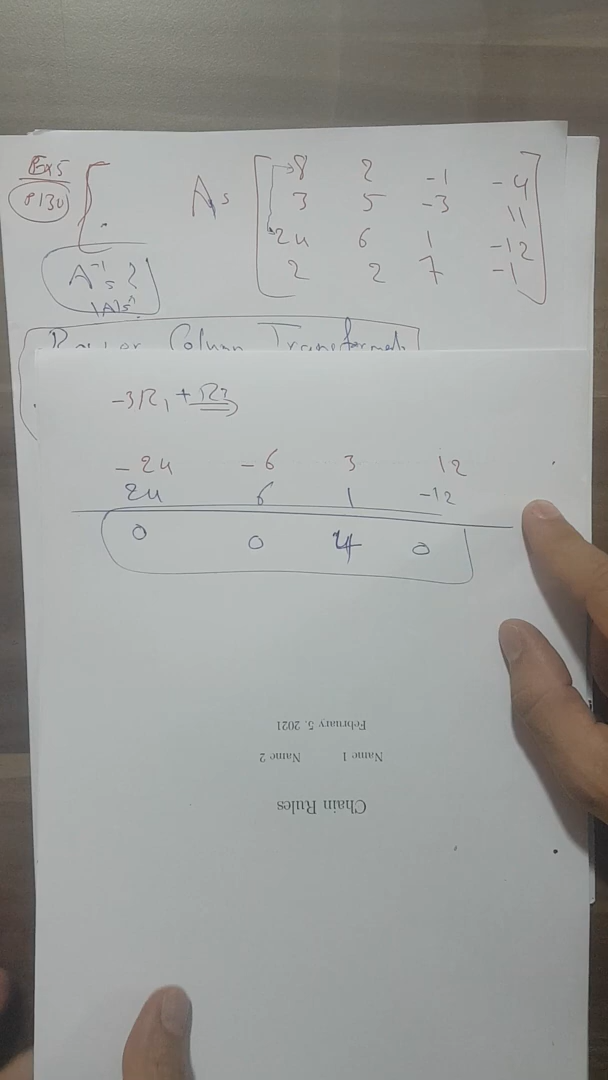 Ex5
P130
A = 8 2 -1 -4
3 5 -3 11
24 6 1 -12
2 2 7 -1
A⁻¹ = ?
|A| = ?
Row or Column Transformat
-3R₁ + R₃
-24 -6 3 12
24 6 1 -12
0 0 4 0
February 5, 2021
Name 1 Name 2
Chain Rules